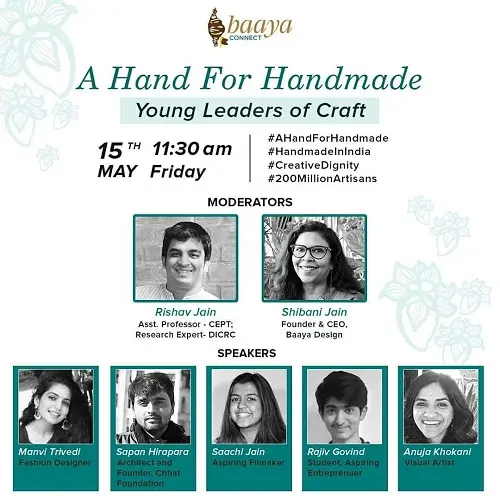 baaya
CONNECT
A Hand For Handmade
Young Leaders of Craft
15 TH MAY
11:30 am Friday
#AHandForHandmade
#HandmadeInIndia
#CreativeDignity
#200MillionArtisans
MODERATORS
Rishav Jain
Asst. Professor - CEPT;
Research Expert- DICRC
Shibani Jain
Founder & CEO,
Baaya Design
SPEAKERS
Manvi Trivedi
Fashion Designer
Sapan Hirapara
Architect and
Founder, Chhat
Foundation
Saachi Jain
Aspiring Filmaker
Rajiv Govind
Student, Aspiring
Entreprenuer
Anuja Khokani
Visual Artist